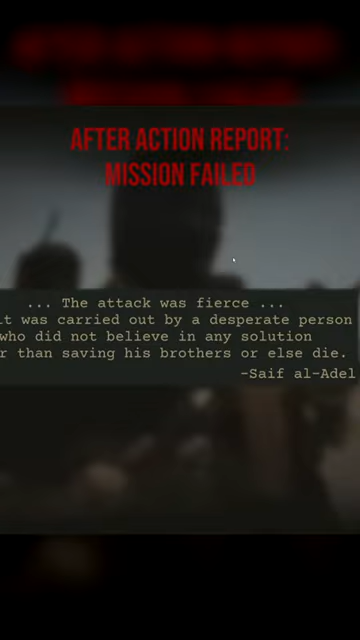 AFTER ACTION REPORT:
MISSION FAILED
... The attack was fierce ...
it was carried out by a desperate person
who did not believe in any solution
r than saving his brothers or else die.
-Saif al-Adel